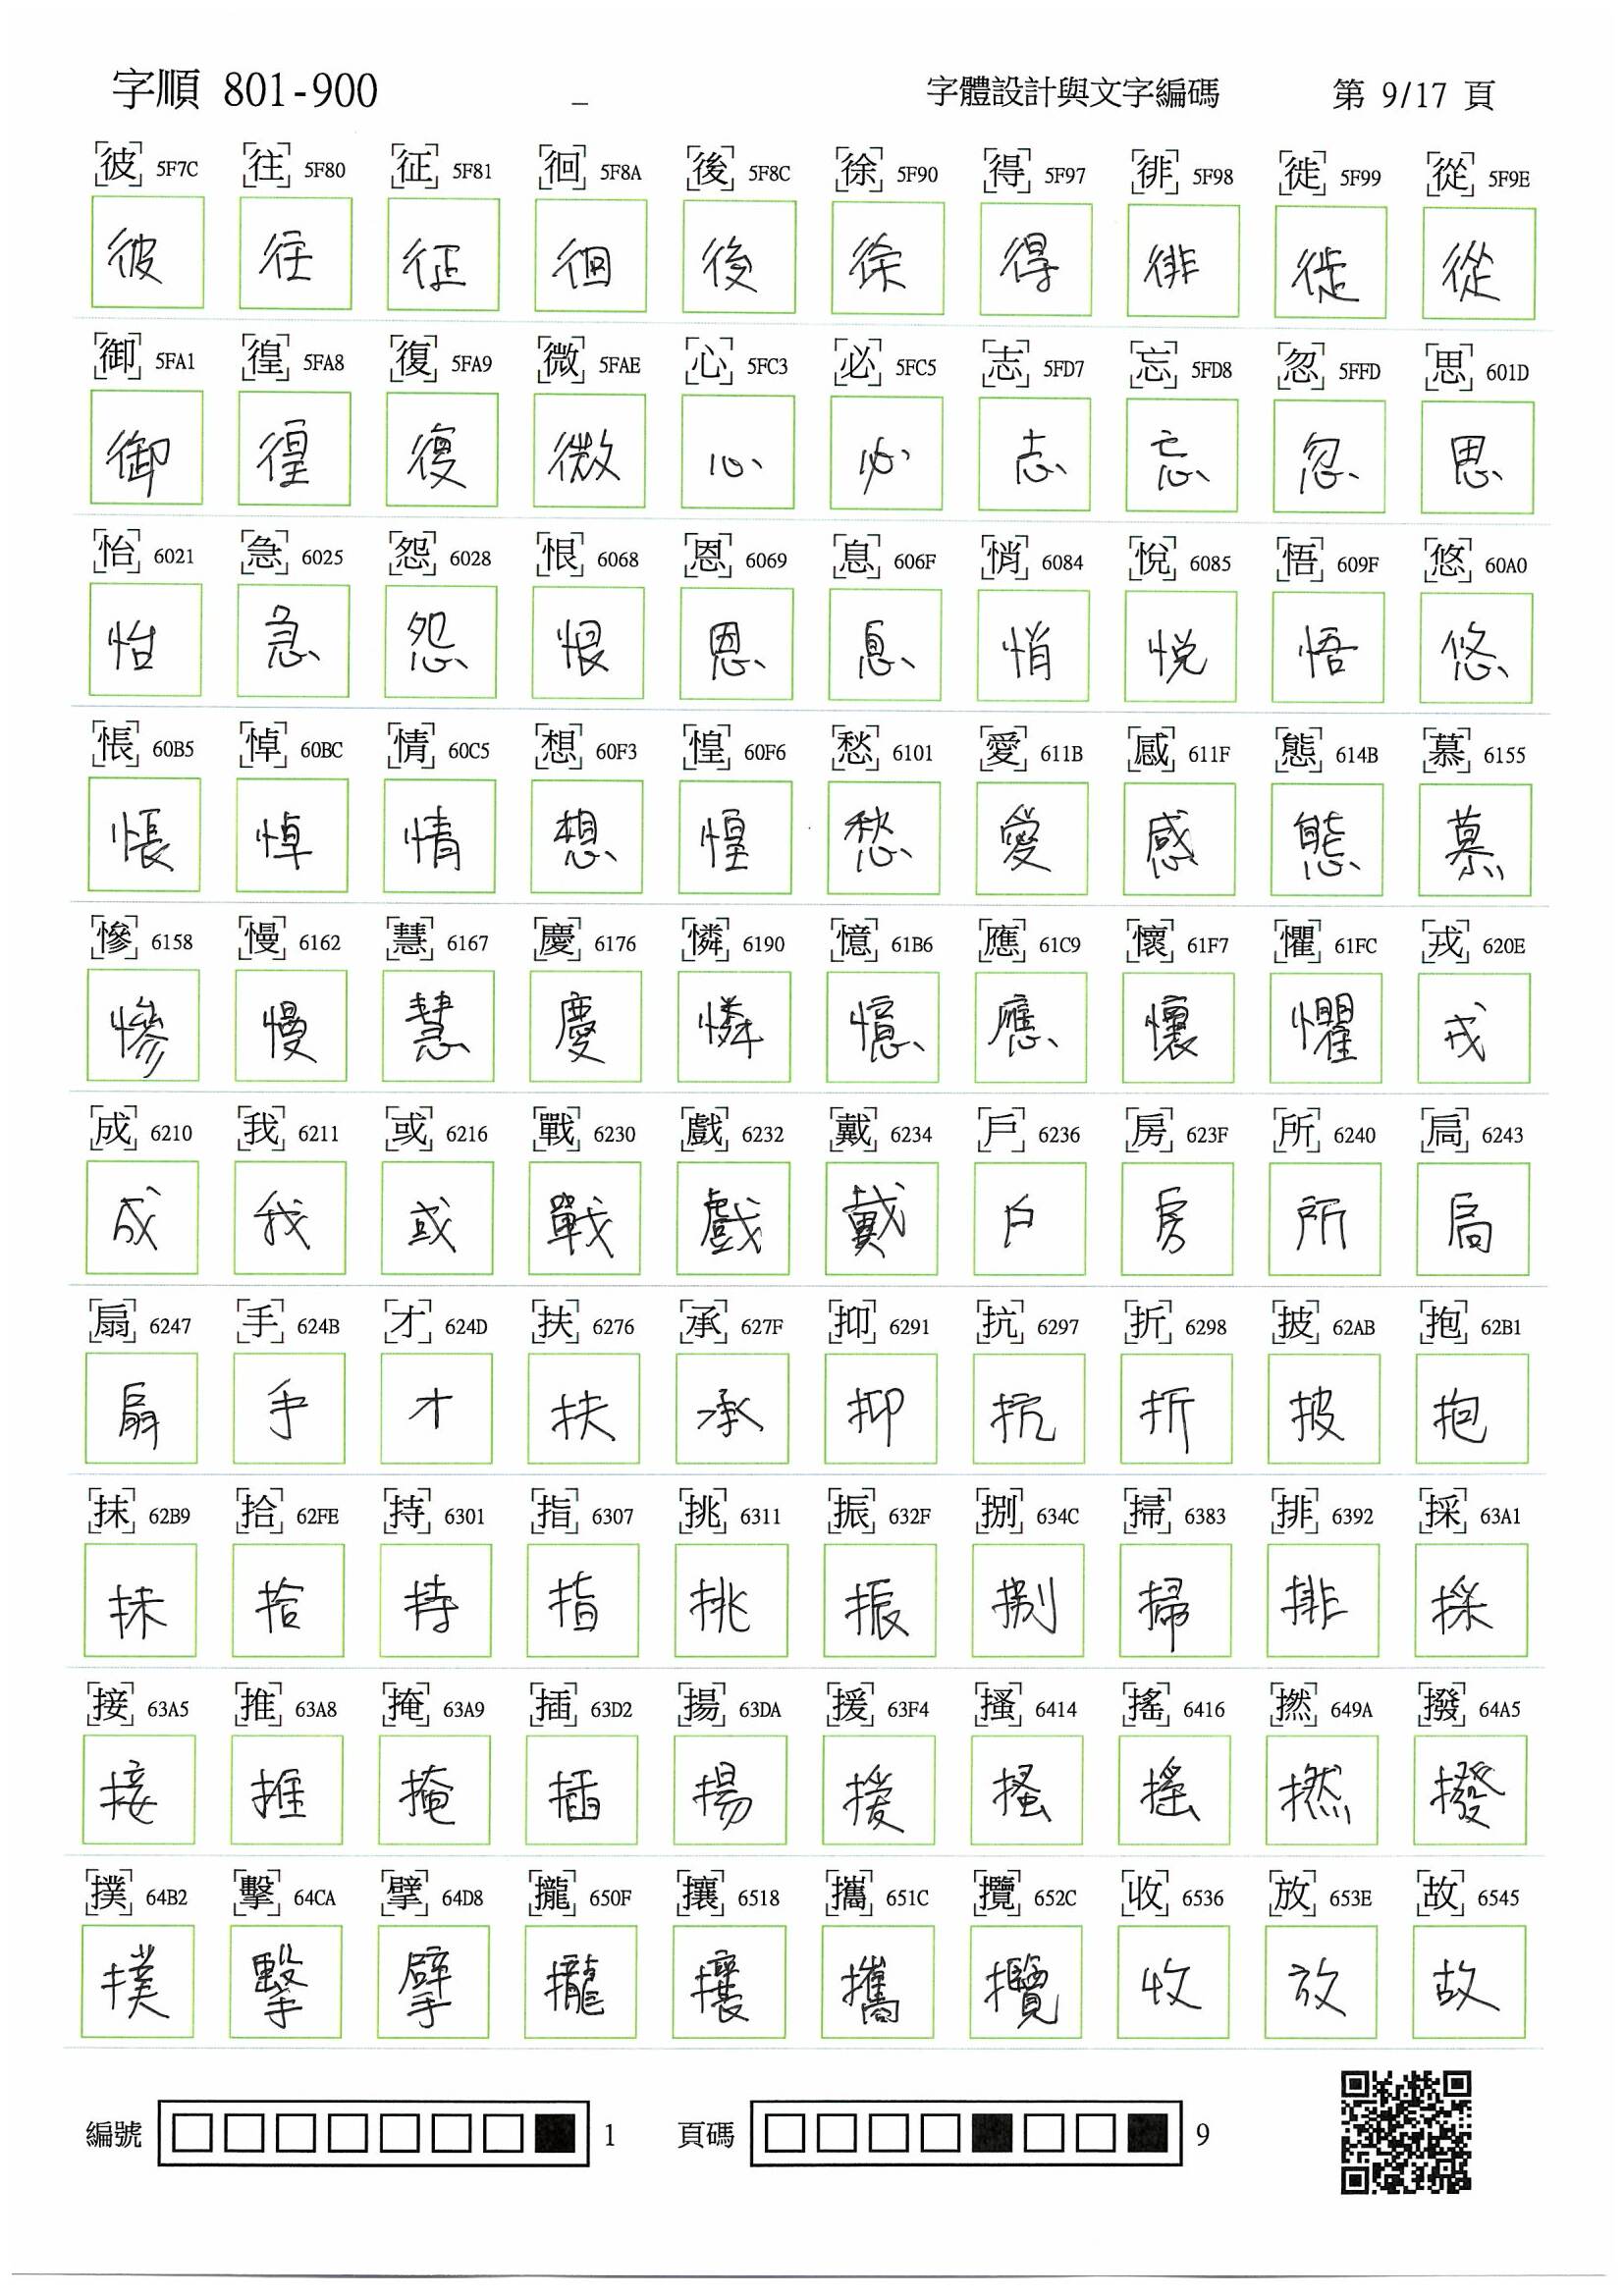 字順 801-900 _ 字體設計與文字編碼 第 9/17 頁
彼 5F7C 往 5F80 征 5F81 徊 5F8A 後 5F8C 徐 5F90 得 5F97 徘 5F98 徙 5F99 從 5F9E
彼 往 征 徊 後 徐 得 徘 徙 從
御 5FA1 徨 5FA8 復 5FA9 微 5FAE 心 5FC3 必 5FC5 志 5FD7 忘 5FD8 忽 5FFD 思 601D
御 徨 復 微 心 必 志 忘 忽 思
怡 6021 急 6025 怨 6028 恨 6068 恩 6069 息 606F 悄 6084 悅 6085 悟 609F 悠 60A0
怡 急 怨 恨 恩 息 悄 悅 悟 悠
悵 60B5 悼 60BC 情 60C5 想 60F3 惶 60F6 愁 6101 愛 611B 感 611F 態 614B 慕 6155
悵 悼 情 想 惶 愁 愛 感 態 慕
慘 6158 慢 6162 慧 6167 慶 6176 憐 6190 憶 61B6 應 61C9 懷 61F7 懼 61FC 戎 620E
慘 慢 慧 慶 憐 憶 應 懷 懼 戎
成 6210 我 6211 或 6216 戰 6230 戲 6232 戴 6234 戶 6236 房 623F 所 6240 扃 6243
成 我 或 戰 戲 戴 戶 房 所 扃
扇 6247 手 624B 才 624D 扶 6276 承 627F 抑 6291 抗 6297 折 6298 披 62AB 抱 62B1
扇 手 才 扶 承 抑 抗 折 披 抱
抹 62B9 拾 62FE 持 6301 指 6307 挑 6311 振 632F 捌 634C 掃 6383 排 6392 採 63A1
抹 拾 持 指 挑 振 捌 掃 排 採
接 63A5 推 63A8 掩 63A9 插 63D2 揚 63DA 援 63F4 搔 6414 搖 6416 撚 649A 撥 64A5
接 推 掩 插 揚 援 搔 搖 撚 撥
撲 64B2 擊 64CA 擘 64D8 攏 650F 攘 6518 攜 651C 攬 652C 收 6536 放 653E 故 6545
撲 擊 擘 攏 攘 攜 攬 收 放 故
編號 1 頁碼 9